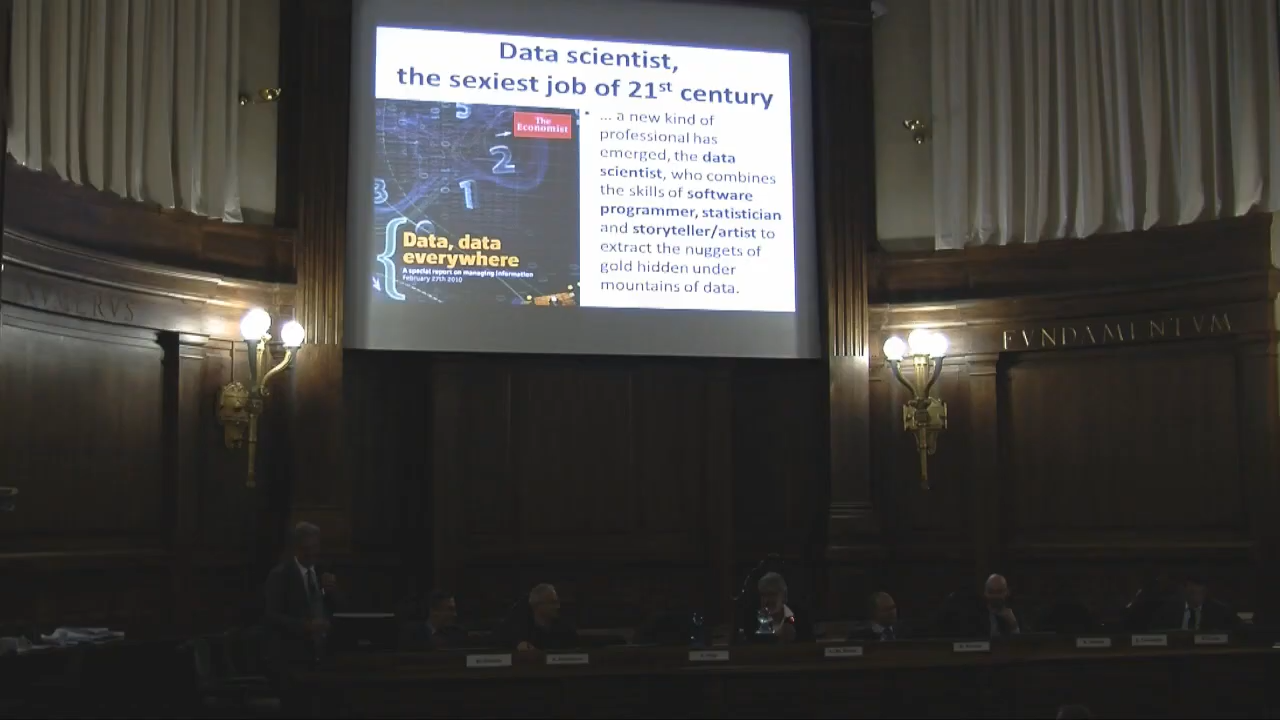 Data scientist,
the sexiest job of 21st century
The
Economist
5
2
3
1
Data, data
everywhere
A special report on managing information
February 27th 2010
... a new kind of
professional has
emerged, the data
scientist, who combines
the skills of software
programmer, statistician
and storyteller/artist to
extract the nuggets of
gold hidden under
mountains of data.
FVNDAMENTVM